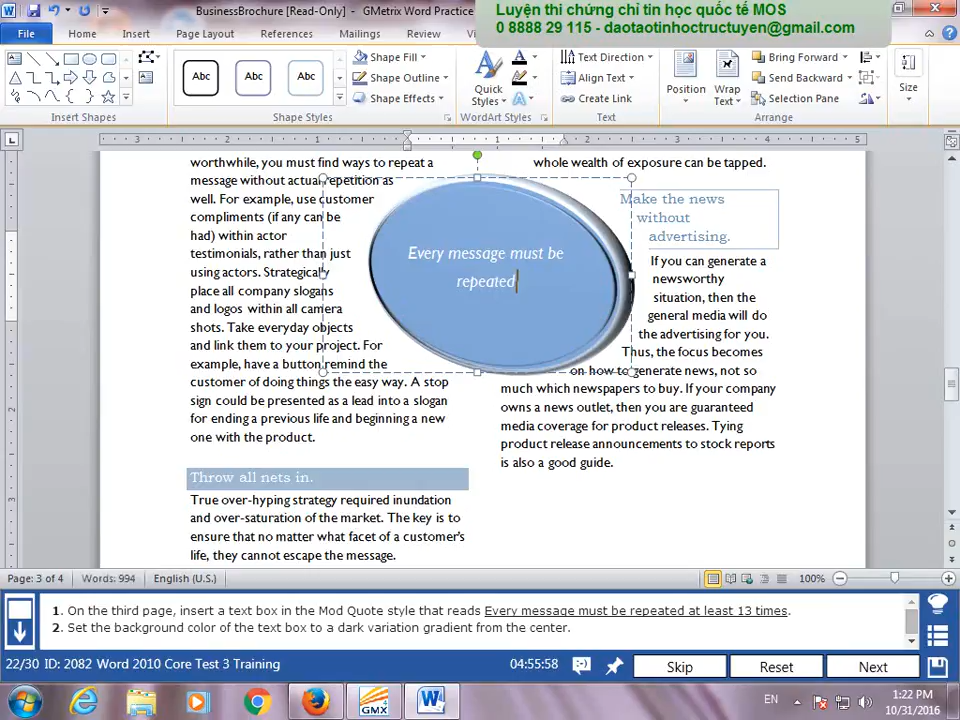 BusinessBrochure [Read-Only] - GMetrix Word Practice
Luyện thi chứng chỉ tin học quốc tế MOS
0 8888 29 115 - daotaotinhoctructuyen@gmail.com
File Home Insert Page Layout References Mailings Review
Shape Fill
Shape Outline
Shape Effects
Abc Abc Abc
Quick Styles
Text Direction
Align Text
Create Link
Position
Wrap Text
Bring Forward
Send Backward
Selection Pane
Size
Insert Shapes Shape Styles WordArt Styles Text Arrange
3 2 1 1 2 3 4 5
worthwhile, you must find ways to repeat a
message without actual repetition as
well. For example, use customer
compliments (if any can be
had) within actor
testimonials, rather than just
using actors. Strategically
place all company slogans
and logos within all camera
shots. Take everyday objects
and link them to your project. For
example, have a button remind the
customer of doing things the easy way. A stop
sign could be presented as a lead into a slogan
for ending a previous life and beginning a new
one with the product.
Throw all nets in.
True over-hyping strategy required inundation
and over-saturation of the market. The key is to
ensure that no matter what facet of a customer's
life, they cannot escape the message.
Every message must be
repeated
whole wealth of exposure can be tapped.
Make the news
without
advertising.
If you can generate a
newsworthy
situation, then the
general media will do
the advertising for you.
Thus, the focus becomes
on how to generate news, not so
much which newspapers to buy. If your company
owns a news outlet, then you are guaranteed
media coverage for product releases. Tying
product release announcements to stock reports
is also a good guide.
Page: 3 of 4 Words: 994 English (U.S.) 100%
1. On the third page, insert a text box in the Mod Quote style that reads Every message must be repeated at least 13 times.
2. Set the background color of the text box to a dark variation gradient from the center.
22/30 ID: 2082 Word 2010 Core Test 3 Training 04:55:58 Skip Reset Next
GMX
EN 1:22 PM
10/31/2016